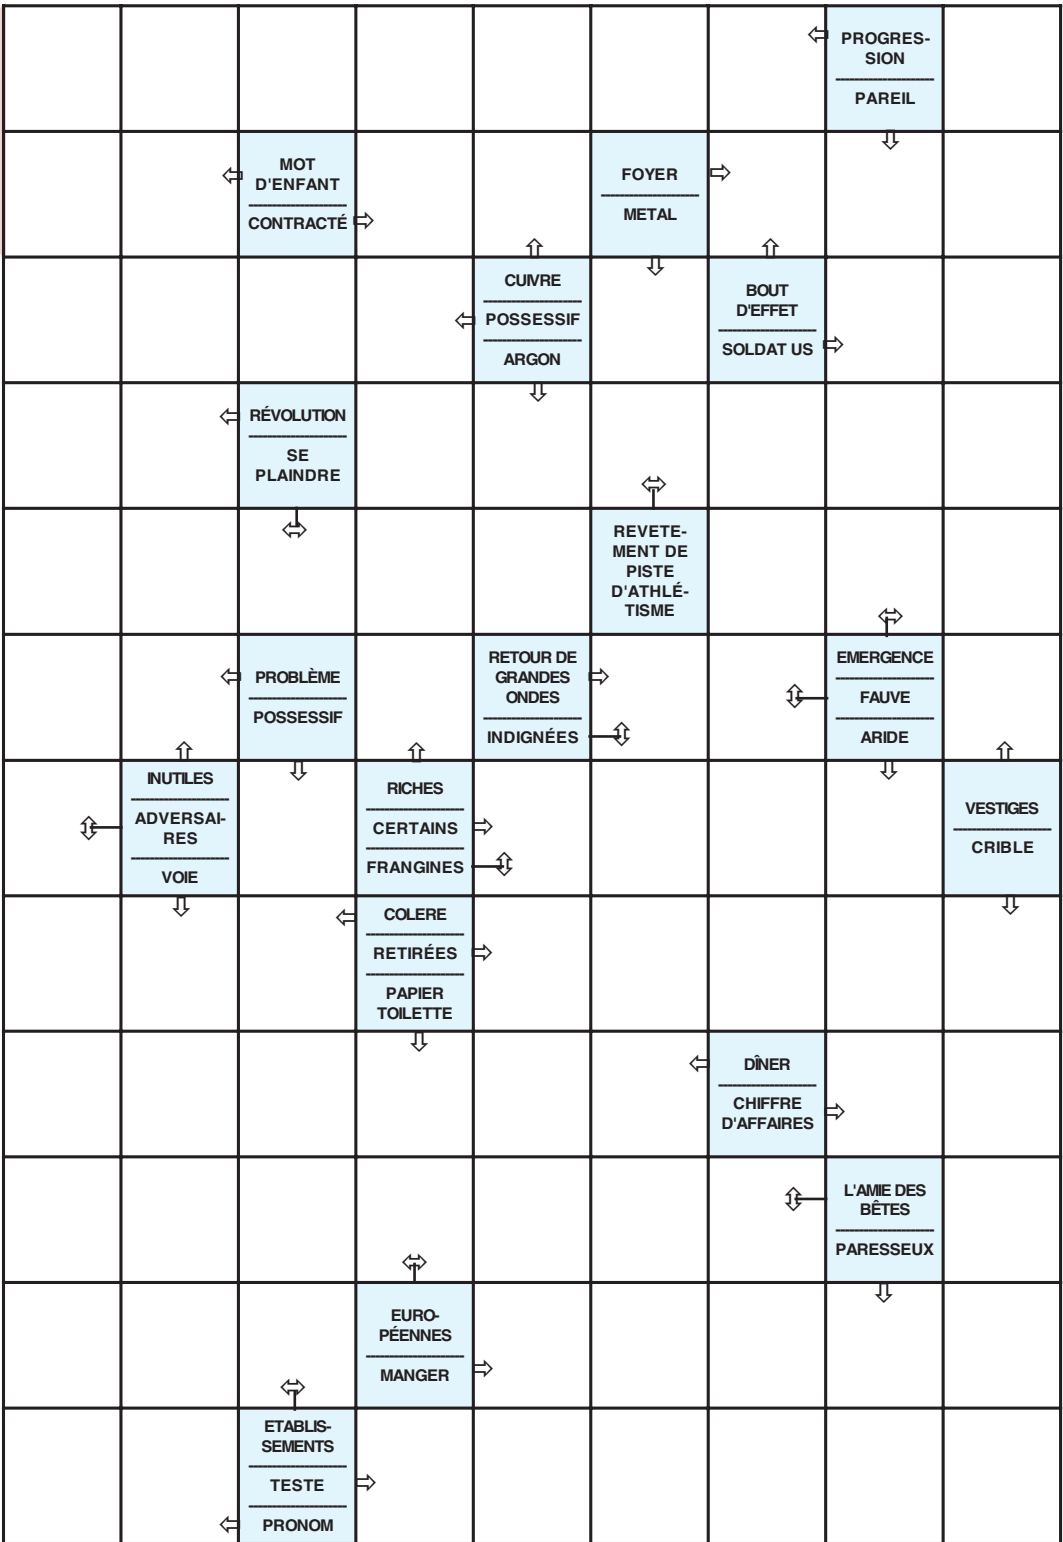 PROGRES-
SION
PAREIL
MOT
D'ENFANT
CONTRACTÉ
FOYER
METAL
CUIVRE
POSSESSIF
ARGON
BOUT
D'EFFET
SOLDAT US
RÉVOLUTION
SE
PLAINDRE
REVETE-
MENT DE
PISTE
D'ATHLÉ-
TISME
PROBLÈME
POSSESSIF
RETOUR DE
GRANDES
ONDES
INDIGNÉES
EMERGENCE
FAUVE
ARIDE
INUTILES
ADVERSAI-
RES
VOIE
RICHES
CERTAINS
FRANGINES
VESTIGES
CRIBLE
COLERE
RETIRÉES
PAPIER
TOILETTE
DÎNER
CHIFFRE
D'AFFAIRES
L'AMIE DES
BÊTES
PARESSEUX
EURO-
PÉENNES
MANGER
ETABLIS-
SEMENTS
TESTE
PRONOM